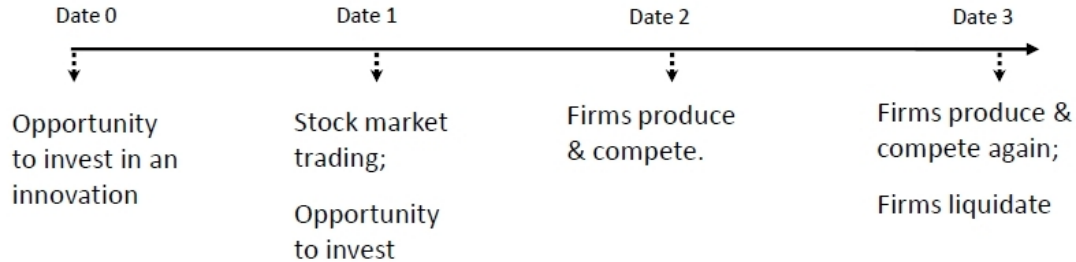 Date 0
Date 1
Date 2
Date 3
Opportunity
to invest in an
innovation
Stock market
trading;
Opportunity
to invest
Firms produce
& compete.
Firms produce &
compete again;
Firms liquidate